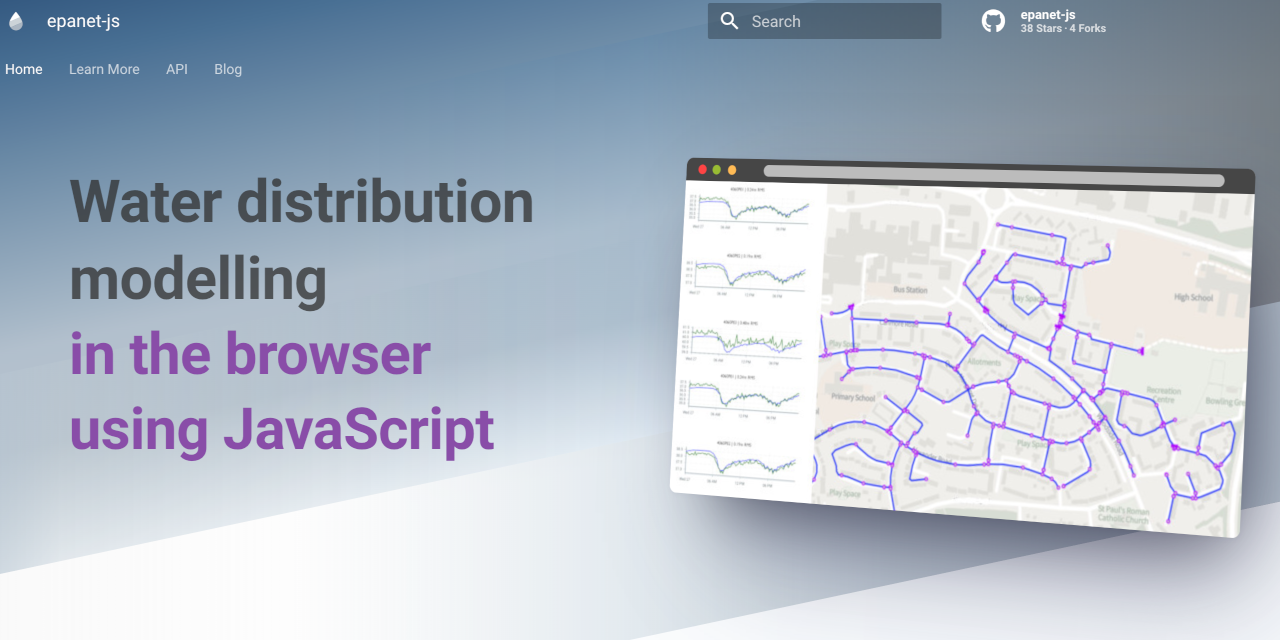 epanet-js
Search
epanet-js
38 Stars · 4 Forks
Home
Learn More
API
Blog
Water distribution
modelling
in the browser
using JavaScript
Bus Station
High School
Play Space
Play Space
Allotments
Primary School
Recreation
Centre
Bowling Gre
Play Space
Play Space
St Paul's Roman
Catholic Church